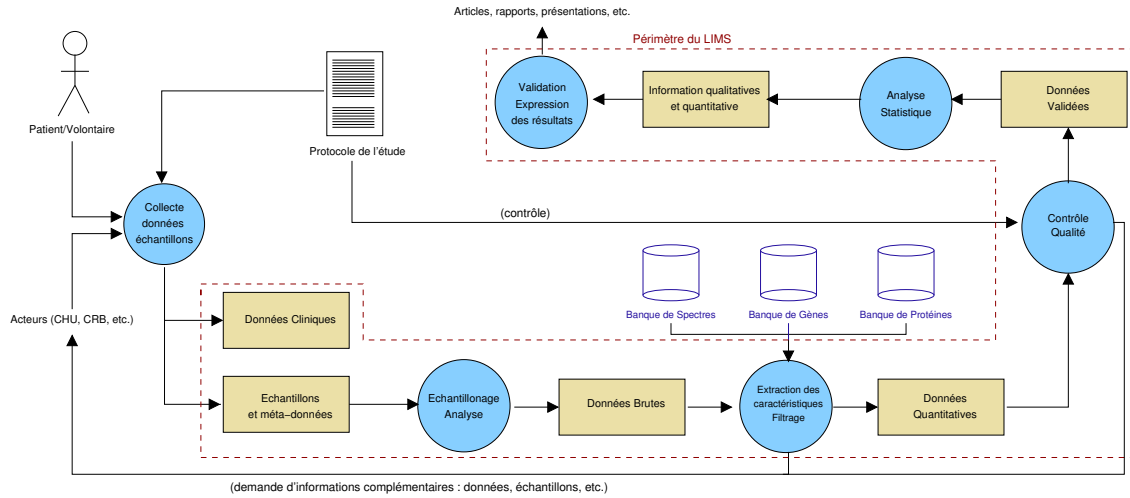 Articles, rapports, présentations, etc.
Périmètre du LIMS
Patient/Volontaire
Protocole de l'étude
Validation
Expression
des résultats
Information qualitatives
et quantitative
Analyse
Statistique
Données
Validées
Collecte
données
échantillons
(contrôle)
Contrôle
Qualité
Acteurs (CHU, CRB, etc.)
Données Cliniques
Banque de Spectres
Banque de Gènes
Banque de Protéines
Echantillons
et méta−données
Echantillonage
Analyse
Données Brutes
Extraction des
caractéristiques
Filtrage
Données
Quantitatives
(demande d'informations complémentaires : données, échantillons, etc.)